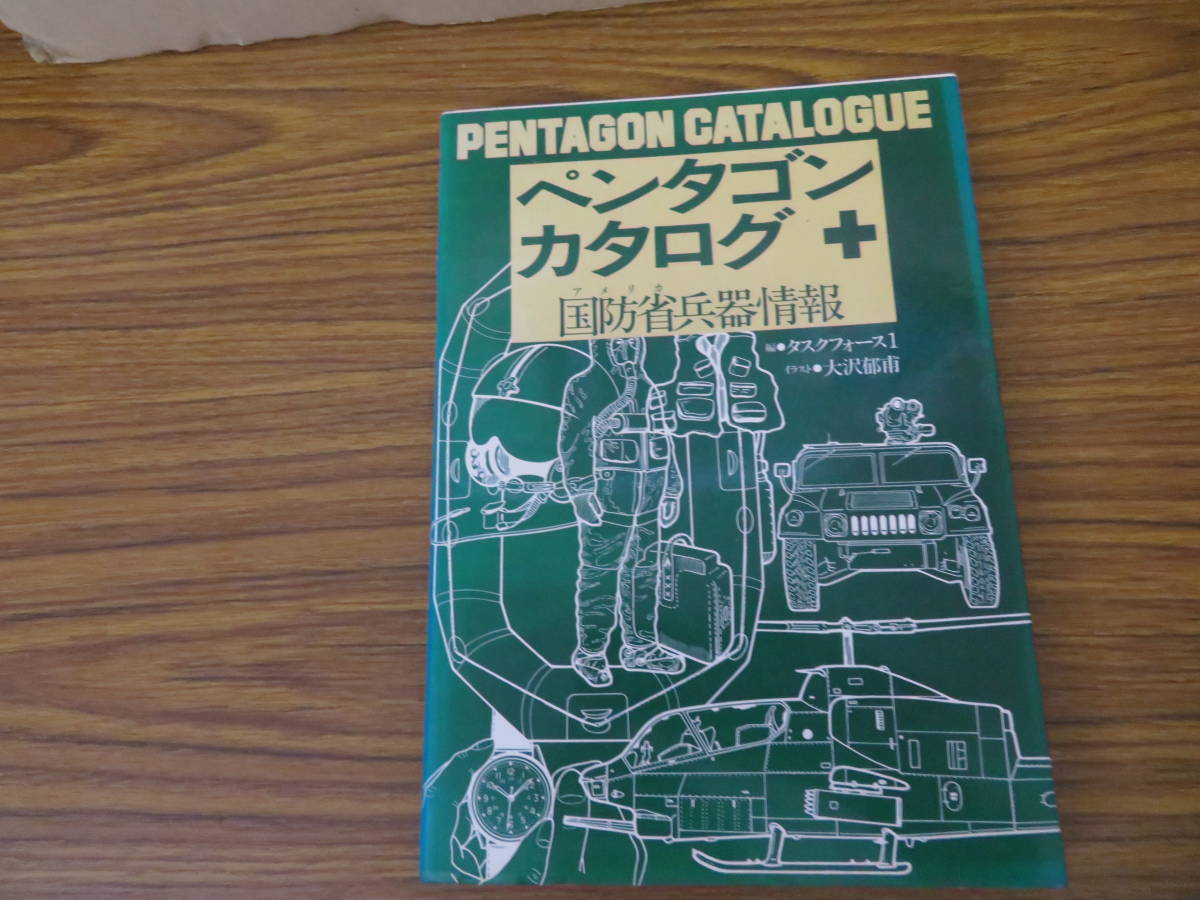 PENTAGON CATALOGUE
ペンタゴン
カタログ +
アメリカ
国防省兵器情報
編●タスクフォース1
イラスト●大沢郁甫